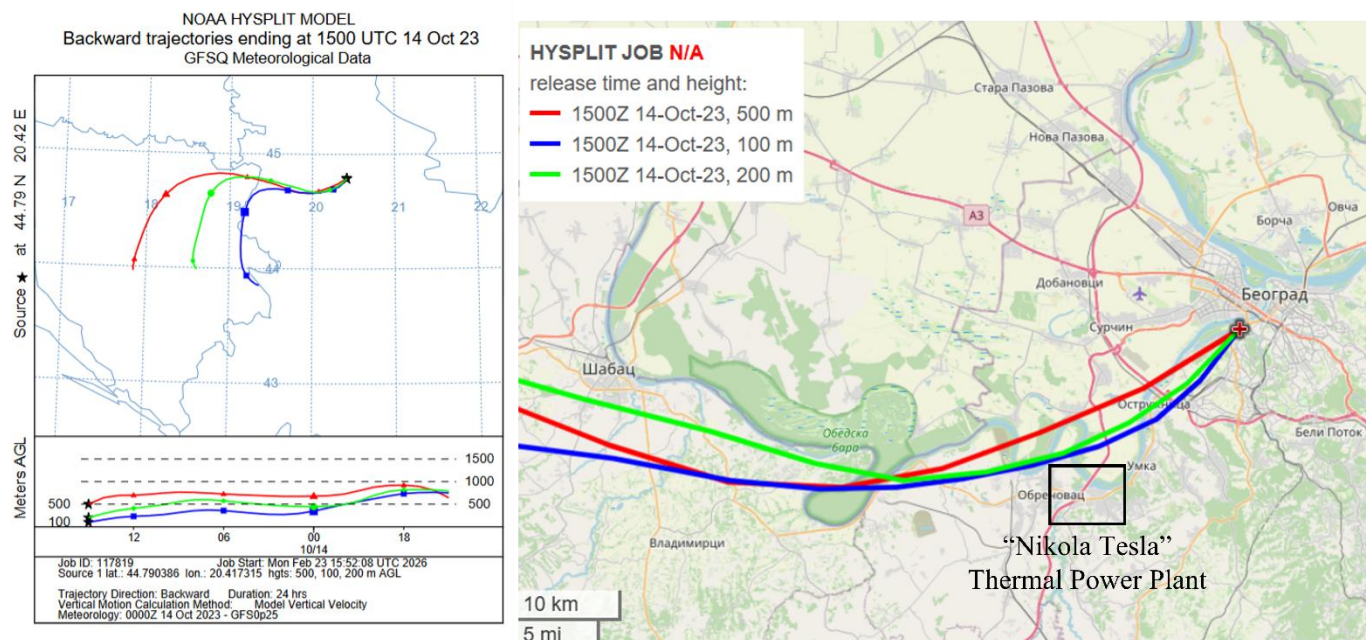 NOAA HYSPLIT MODEL
Backward trajectories ending at 1500 UTC 14 Oct 23
GFSQ Meteorological Data
Source ★ at 44.79 N 20.42 E
45
17
18
19
20
21
22
44
43
Meters AGL
1500
1000
500
500
100
12
06
00
18
10/14
Job ID: 117819 Job Start: Mon Feb 23 15:52:08 UTC 2026
Source 1 lat.: 44.790386 lon.: 20.417315 hgts: 500, 100, 200 m AGL
Trajectory Direction: Backward Duration: 24 hrs
Vertical Motion Calculation Method: Model Vertical Velocity
Meteorology: 0000Z 14 Oct 2023 - GFS0p25
HYSPLIT JOB N/A
release time and height:
1500Z 14-Oct-23, 500 m
1500Z 14-Oct-23, 100 m
1500Z 14-Oct-23, 200 m
Стара Пазова
Нова Пазова
A3
Овча
Борча
Добановци
Београд
Сурчин
Шабац
Остружница
Обедска
бара
Бели Поток
Умка
Обреновац
Владимирци
“Nikola Tesla”
Thermal Power Plant
10 km
5 mi